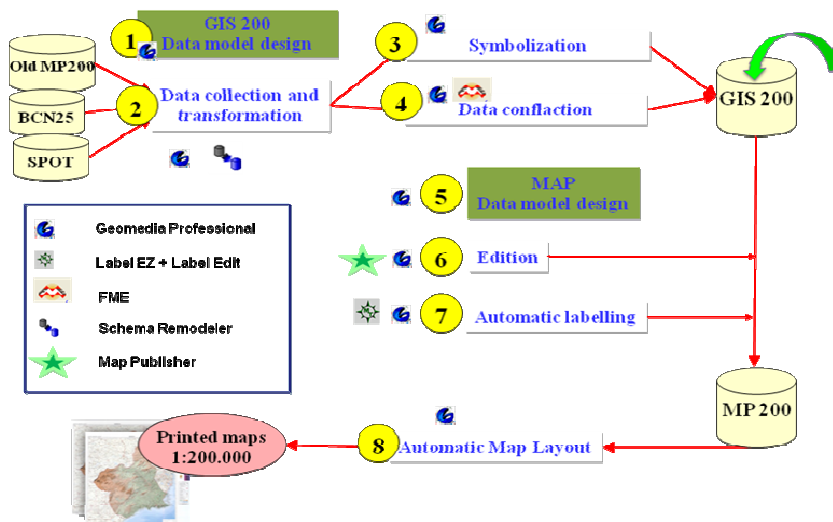 1
GIS 200
Data model design
Old MP200
BCN25
SPOT
2
Data collection and
transformation
3
Symbolization
4
Data conflaction
GIS 200
5
MAP
Data model design
6
Edition
7
Automatic labelling
Geomedia Professional
Label EZ + Label Edit
FME
Schema Remodeler
Map Publisher
MP 200
8
Automatic Map Layout
Printed maps
1:200.000